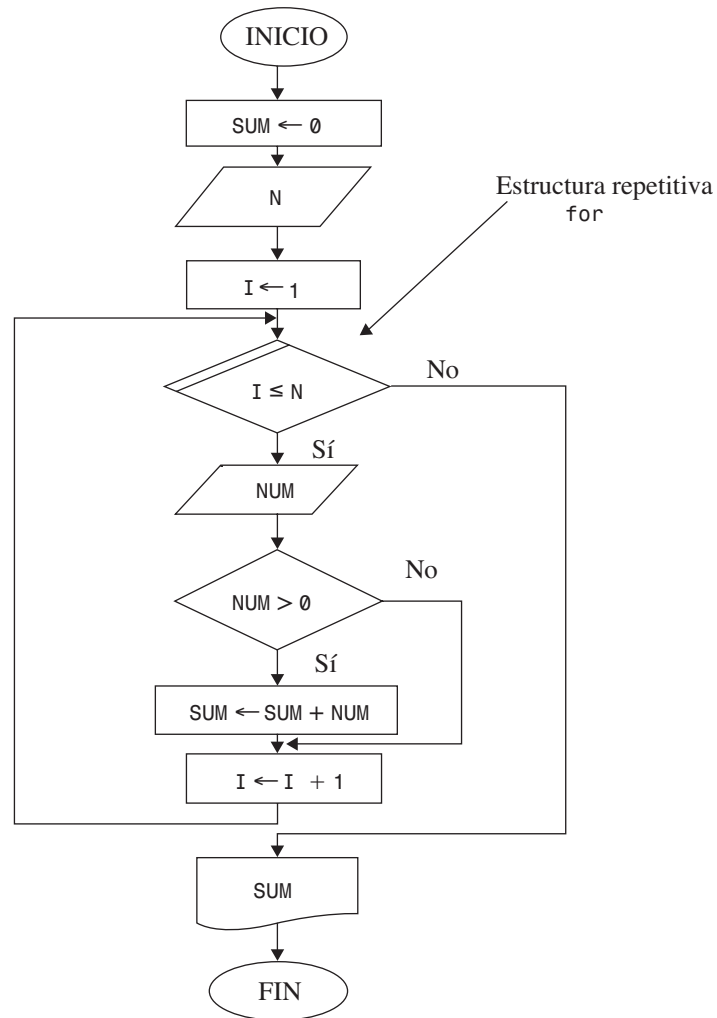 INICIO
SUM ← 0
N
Estructura repetitiva
for
I ← 1
I ≤ N
No
Sí
NUM
NUM > 0
No
Sí
SUM ← SUM + NUM
I ← I + 1
SUM
FIN